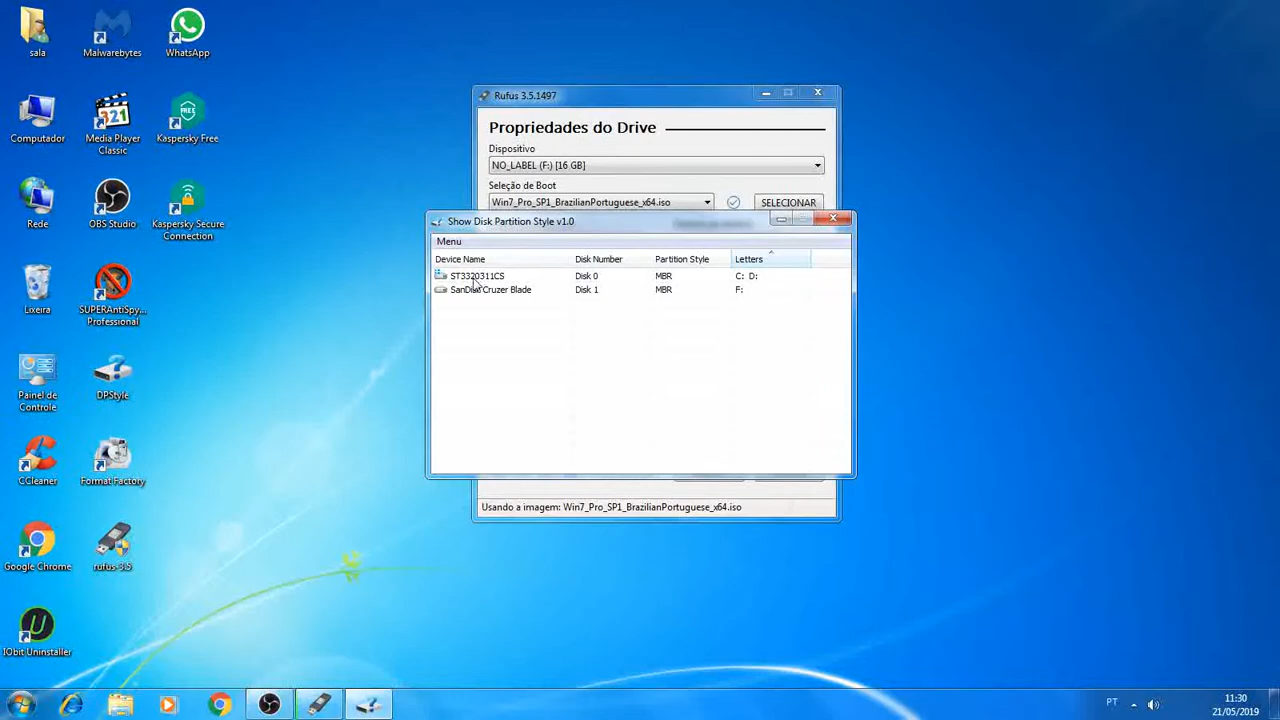 sala
Malwarebytes
WhatsApp
Computador
Media Player
Classic
Kaspersky Free
Rede
OBS Studio
Kaspersky Secure
Connection
Lixeira
SUPERAntiSpy...
Professional
Painel de
Controle
DPStyle
CCleaner
Format Factory
Google Chrome
rufus-3.5
IObit Uninstaller
Rufus 3.5.1497
Propriedades do Drive
Dispositivo
NO_LABEL (F:) [16 GB]
Seleção de Boot
Win7_Pro_SP1_BrazilianPortuguese_x64.iso
SELECIONAR
Show Disk Partition Style v1.0
Menu
Device Name Disk Number Partition Style Letters
ST3320311CS Disk 0 MBR C: D:
SanDisk Cruzer Blade Disk 1 MBR F:
Usando a imagem: Win7_Pro_SP1_BrazilianPortuguese_x64.iso
PT
11:30
21/05/2019